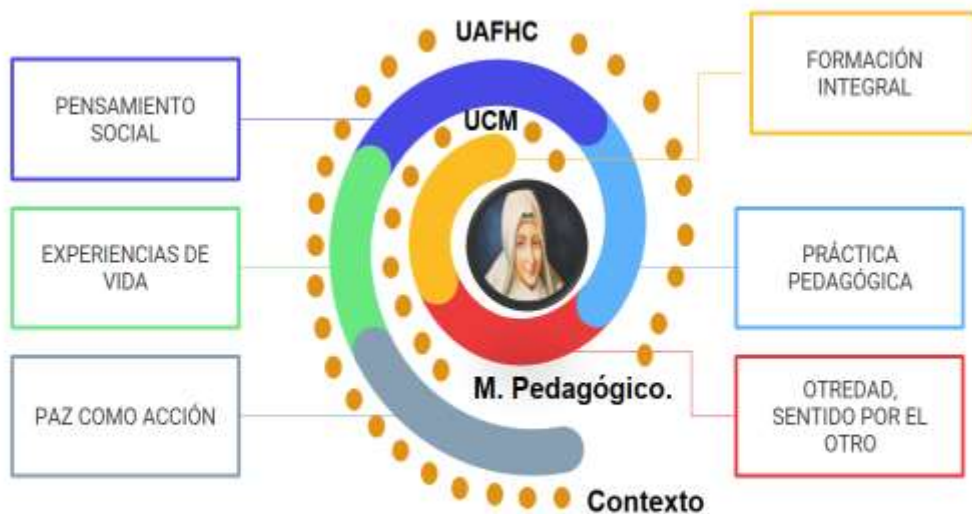 UAFHC
FORMACIÓN
INTEGRAL
PENSAMIENTO
SOCIAL
UCM
EXPERIENCIAS DE
VIDA
PRÁCTICA
PEDAGÓGICA
PAZ COMO ACCIÓN
M. Pedagógico.
OTREDAD,
SENTIDO POR EL
OTRO
Contexto